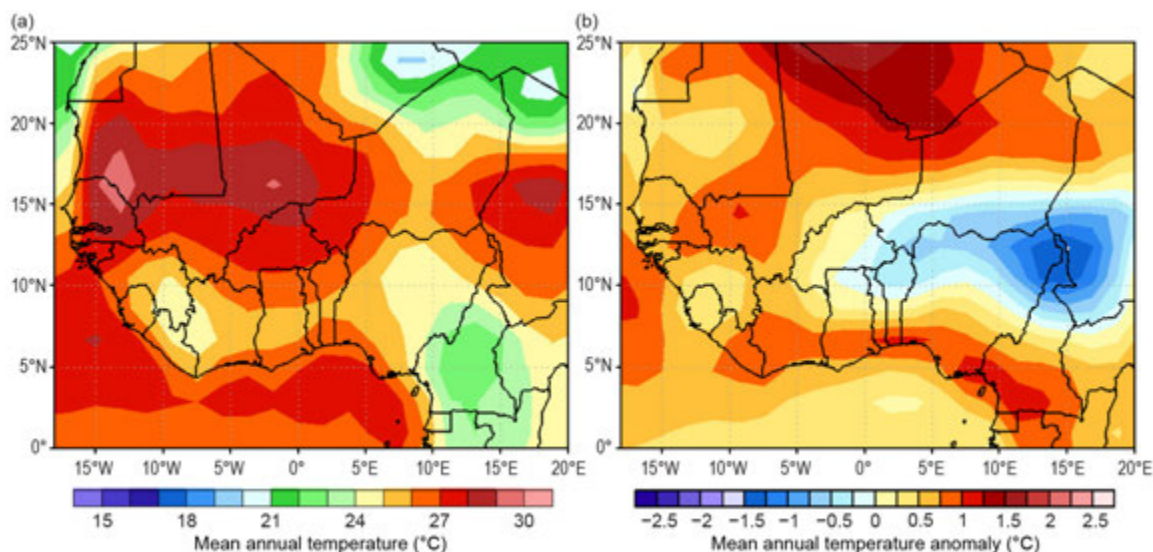 (a)
(b)
25°N
20°N
15°N
10°N
5°N
0°
15°W 10°W 5°W 0° 5°E 10°E 15°E 20°E
15 18 21 24 27 30
Mean annual temperature (°C)
25°N
20°N
15°N
10°N
5°N
0°
15°W 10°W 5°W 0° 5°E 10°E 15°E 20°E
−2.5 −2 −1.5 −1 −0.5 0 0.5 1 1.5 2 2.5
Mean annual temperature anomaly (°C)